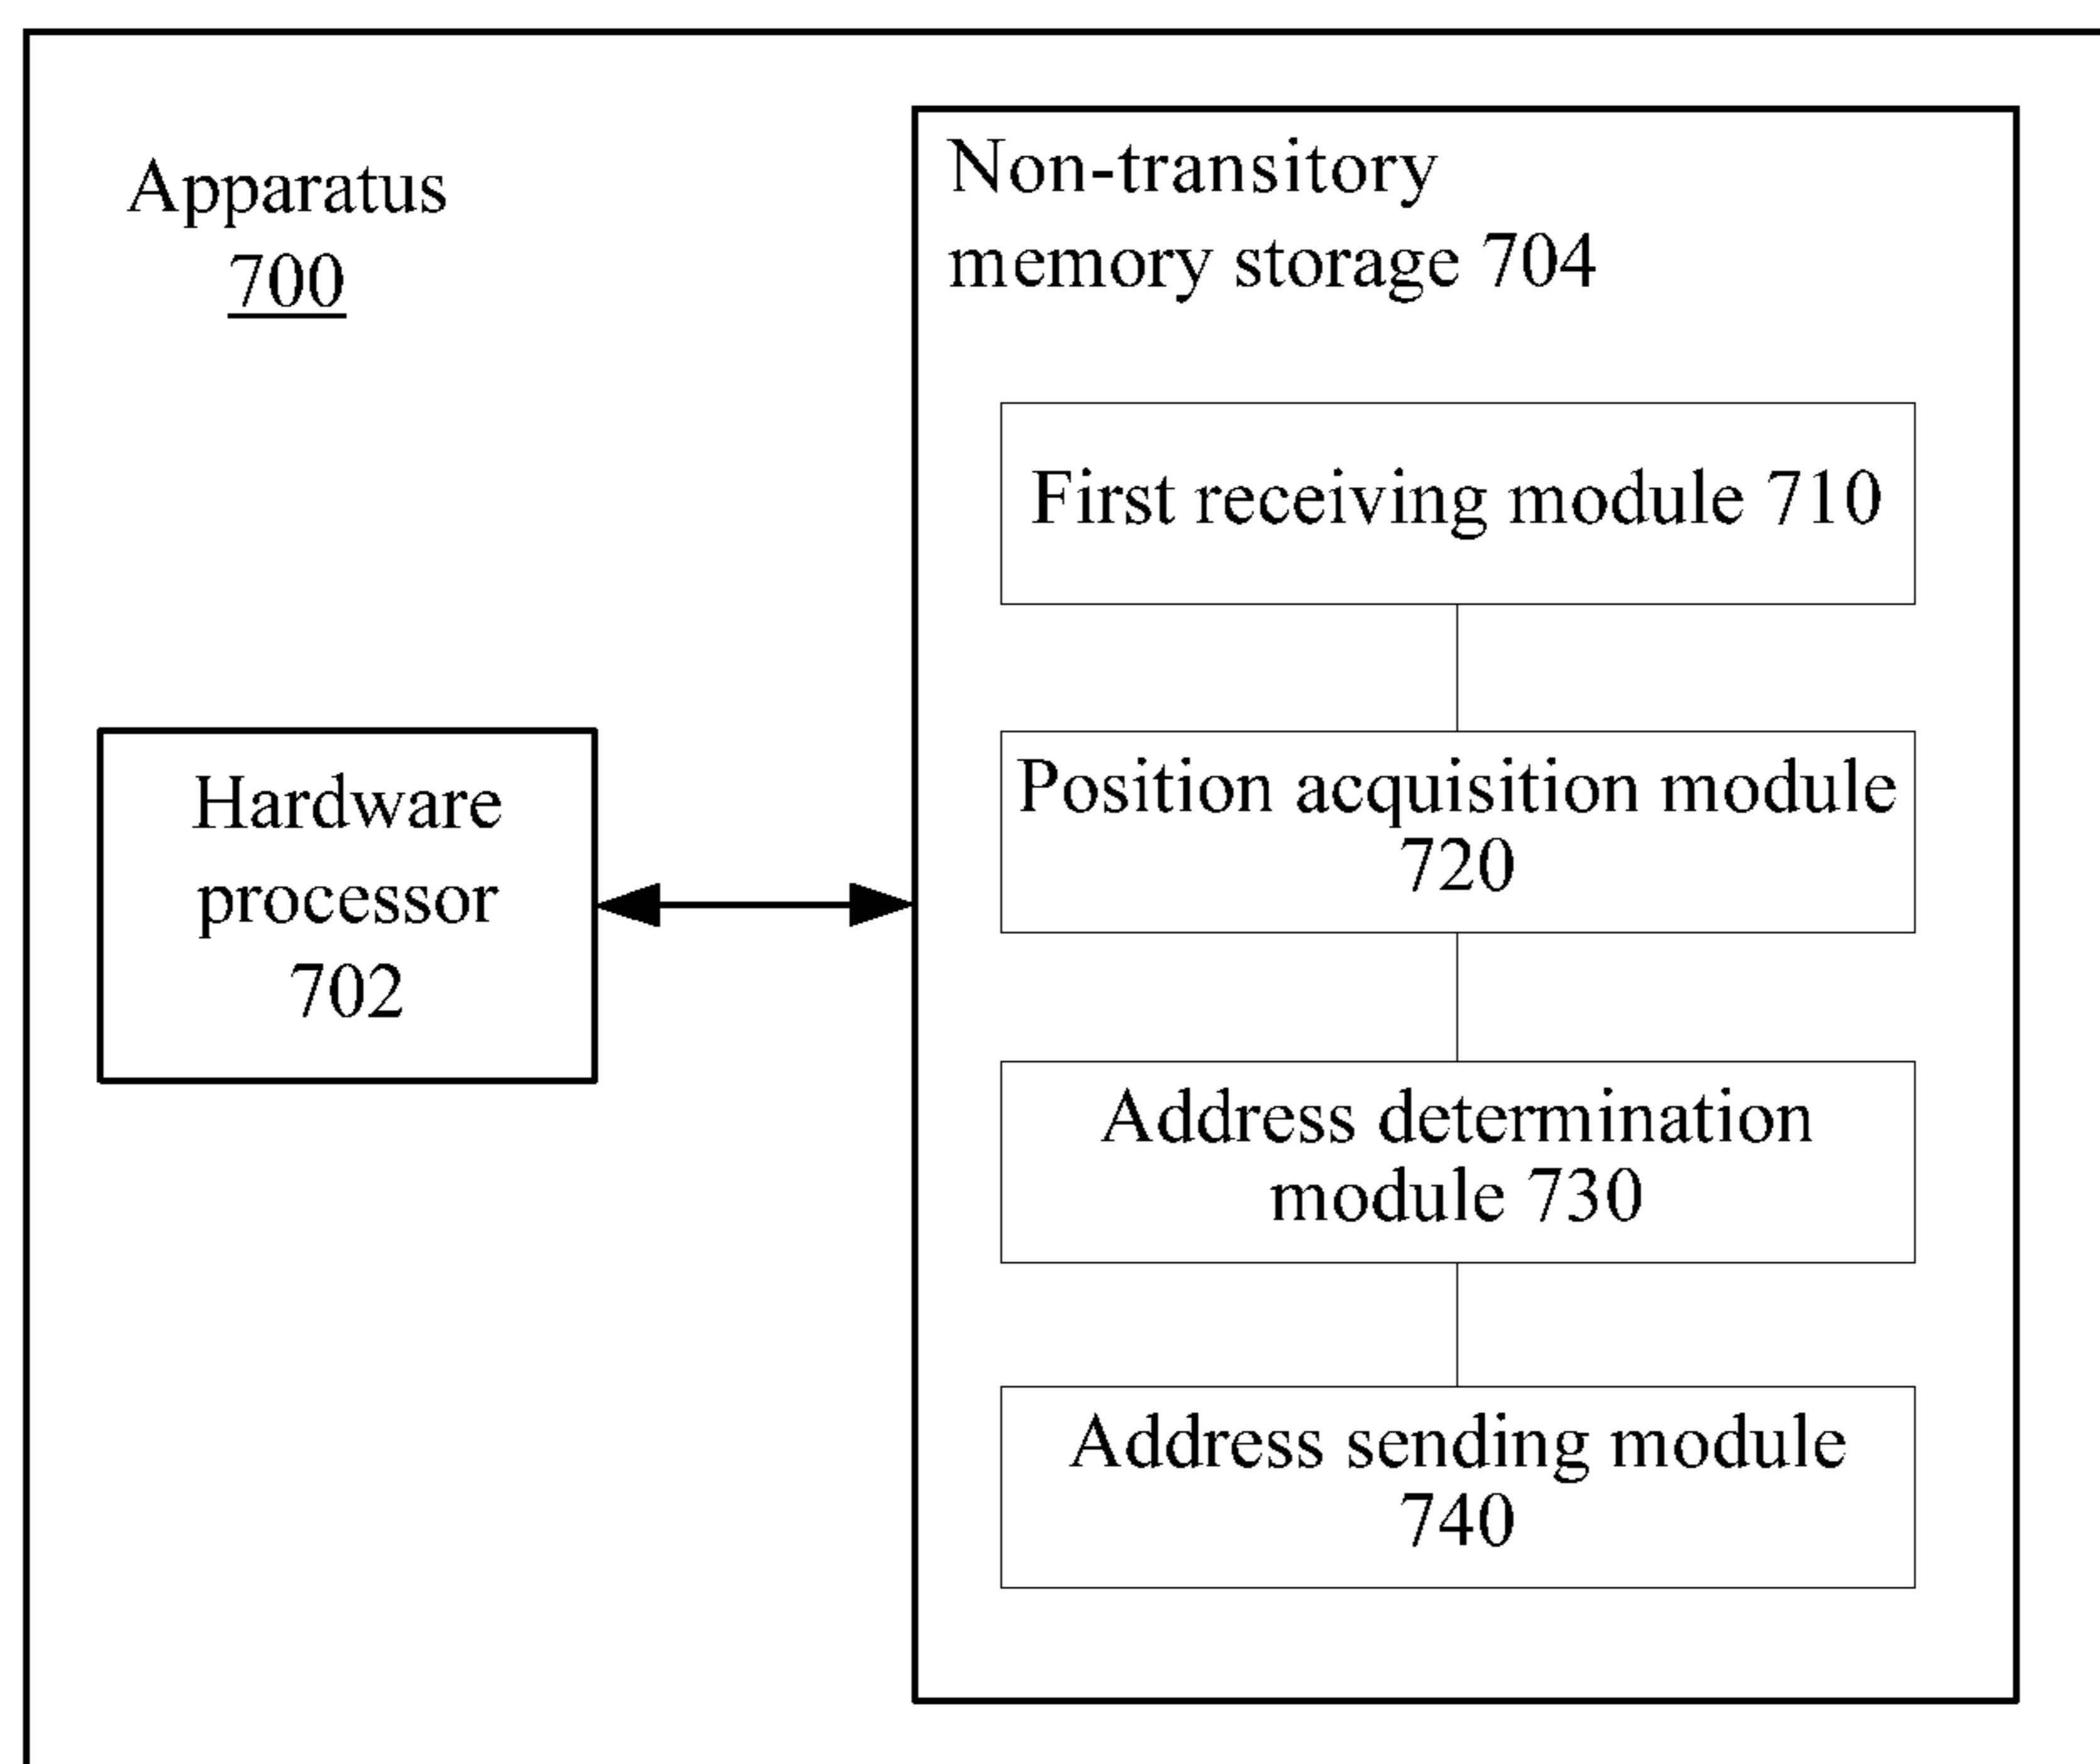 Apparatus
700
Non-transitory
memory storage 704
First receiving module 710
Position acquisition module
720
Hardware
processor
702
Address determination
module 730
Address sending module
740